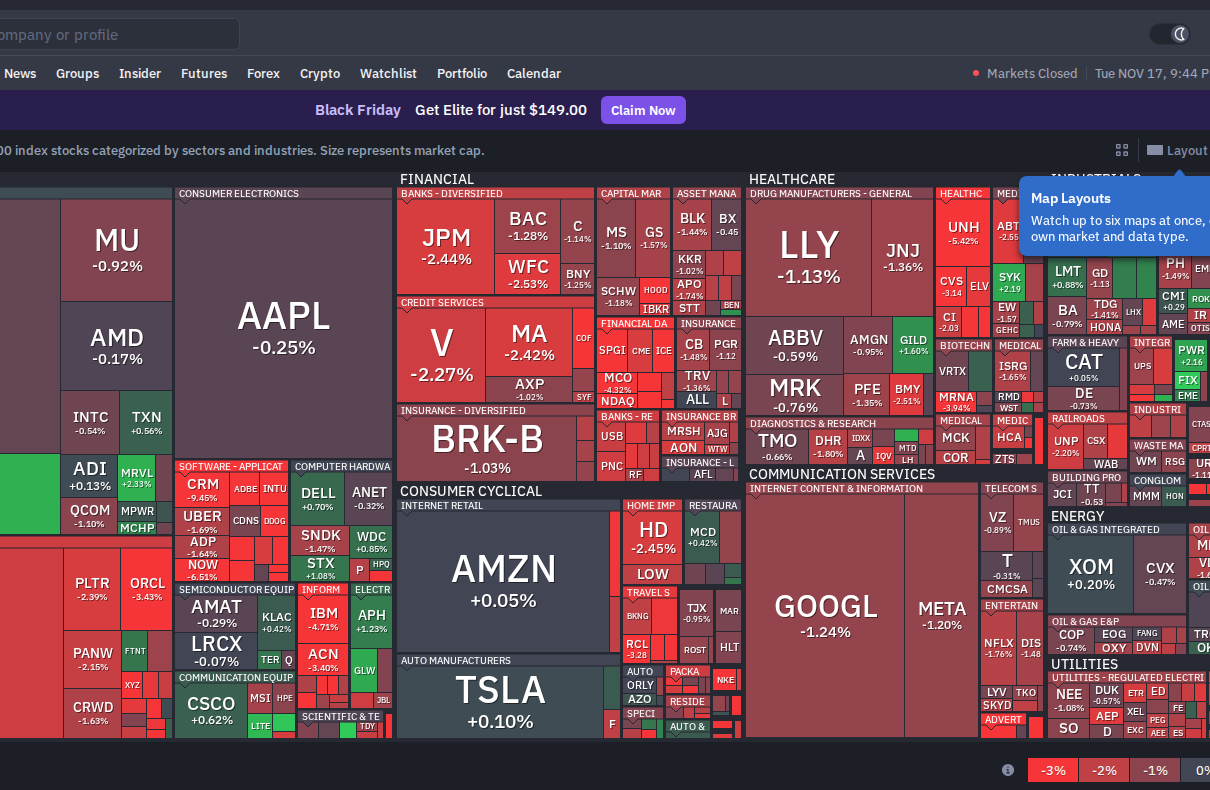 ompany or profile
News Groups Insider Futures Forex Crypto Watchlist Portfolio Calendar
Markets Closed Tue NOV 17, 9:44 P
Black Friday Get Elite for just $149.00 Claim Now
00 index stocks categorized by sectors and industries. Size represents market cap.
Layout
Map Layouts
Watch up to six maps at once,
own market and data type.
MU
-0.92%
AMD
-0.17%
INTC
-0.54%
TXN
+0.56%
ADI
+0.13%
MRVL
+2.33%
QCOM
-1.10%
MPWR
MCHP
PLTR
-2.39%
ORCL
-3.43%
PANW
-2.15%
FTNT
CRWD
-1.63%
XYZ
CONSUMER ELECTRONICS
AAPL
-0.25%
SOFTWARE - APPLICAT
CRM
-9.45%
ADBE
INTU
UBER
-1.69%
CDNS
DDOG
ADP
-1.64%
NOW
-6.51%
COMPUTER HARDWA
DELL
+0.70%
ANET
-0.32%
SNDK
-1.47%
WDC
+0.85%
STX
+1.08%
P
HPQ
SEMICONDUCTOR EQUIP
AMAT
-0.29%
KLAC
+0.42%
LRCX
-0.07%
TER
Q
INFORM
IBM
-4.71%
ACN
-3.40%
ELECTR
APH
+1.23%
GLW
JBL
COMMUNICATION EQUIP
CSCO
+0.62%
MSI
HPE
LITE
SCIENTIFIC & TE
TDY
FINANCIAL
BANKS - DIVERSIFIED
JPM
-2.44%
BAC
-1.28%
C
-1.14%
WFC
-2.53%
BNY
-1.25%
CREDIT SERVICES
V
-2.27%
MA
-2.42%
COF
AXP
-1.02%
SYF
INSURANCE - DIVERSIFIED
BRK-B
-1.03%
CAPITAL MAR
MS
-1.10%
GS
-1.57%
SCHW
-1.18%
HOOD
IBKR
ASSET MANA
BLK
-1.44%
BX
-0.45
KKR
-1.02%
APO
-1.74%
STT
BEN
FINANCIAL DA
SPGI
CME
ICE
MCO
-4.32%
NDAQ
INSURANCE
CB
-1.48%
PGR
-1.12
TRV
-1.36%
ALL
L
BANKS - RE
USB
PNC
RF
INSURANCE BR
MRSH
AJG
AON
WTW
INSURANCE - L
AFL
CONSUMER CYCLICAL
INTERNET RETAIL
AMZN
+0.05%
AUTO MANUFACTURERS
TSLA
+0.10%
F
HOME IMP
HD
-2.45%
LOW
RESTAURA
MCD
+0.42%
TRAVEL S
BKNG
RCL
-3.28
TJX
-0.95%
MAR
ROST
HLT
AUTO
ORLY
AZO
SPECI
PACKA
RESIDE
AUTO &
NKE
HEALTHCARE
DRUG MANUFACTURERS - GENERAL
LLY
-1.13%
JNJ
-1.36%
ABBV
-0.59%
AMGN
-0.95%
GILD
+1.60%
MRK
-0.76%
PFE
-1.35%
BMY
-2.51%
HEALTHC
UNH
-5.42%
CVS
-3.14
ELV
CI
-2.03
MED
ABT
-2.55
SYK
+2.19
EW
-1.57
GEHC
BIOTECHN
VRTX
MRNA
-3.94%
MEDICAL
ISRG
-1.65%
RMD
WST
DIAGNOSTICS & RESEARCH
TMO
-0.66%
DHR
-1.80%
IDXX
A
IQV
MTD
LH
MEDICAL
MCK
COR
MEDIC
HCA
ZTS
COMMUNICATION SERVICES
INTERNET CONTENT & INFORMATION
GOOGL
-1.24%
META
-1.20%
TELECOM S
VZ
-0.89%
TMUS
T
-0.31%
CMCSA
ENTERTAIN
NFLX
-1.76%
DIS
-1.48
LYV
TKO
SKYD
ADVERT
INDUSTRIALS
LMT
+0.88%
GD
-1.13
BA
-0.79%
TDG
-1.41%
LHX
HONA
PH
-1.49%
EM
CMI
+0.29
ROK
AME
IR
OTIS
FARM & HEAVY
CAT
+0.05%
DE
-0.73%
INTEGR
UPS
PWR
+2.16
FIX
EME
RAILROADS
UNP
-2.20%
CSX
WAB
INDUSTRI
CTAS
WASTE MA
WM
RSG
CPRT
UR
-1.11
BUILDING PRO
JCI
TT
-0.53
CONGLOM
MMM
HON
ENERGY
OIL & GAS INTEGRATED
XOM
+0.20%
CVX
-0.47%
OIL
OIL & GAS E&P
COP
-0.74%
EOG
FANG
OXY
DVN
OIL
TR
OK
UTILITIES
UTILITIES - REGULATED ELECTRI
NEE
-1.08%
DUK
-0.57%
ETR
ED
AEP
XEL
FE
SO
D
EXC
PEG
AEE
ES
-3% -2% -1% 0%